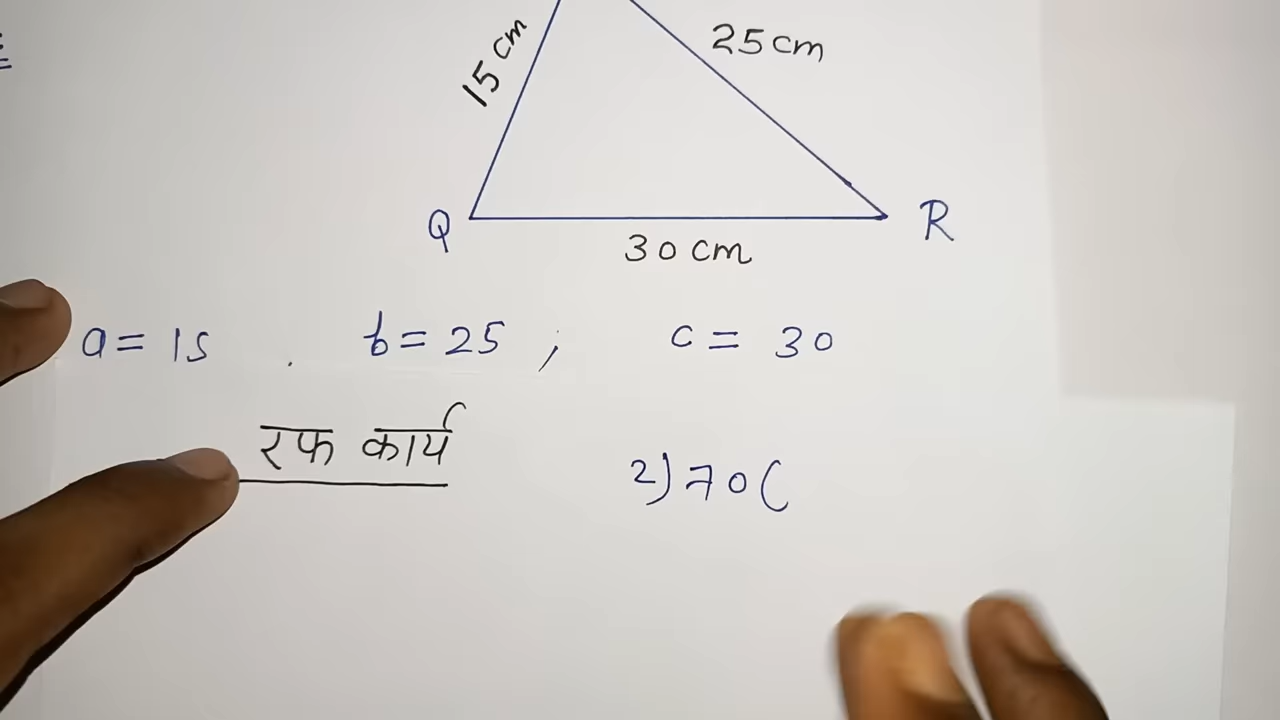 15 cm
25 cm
Q
R
30 cm
a = 15 . b = 25 ; c = 30
रफ कार्य
2)70(